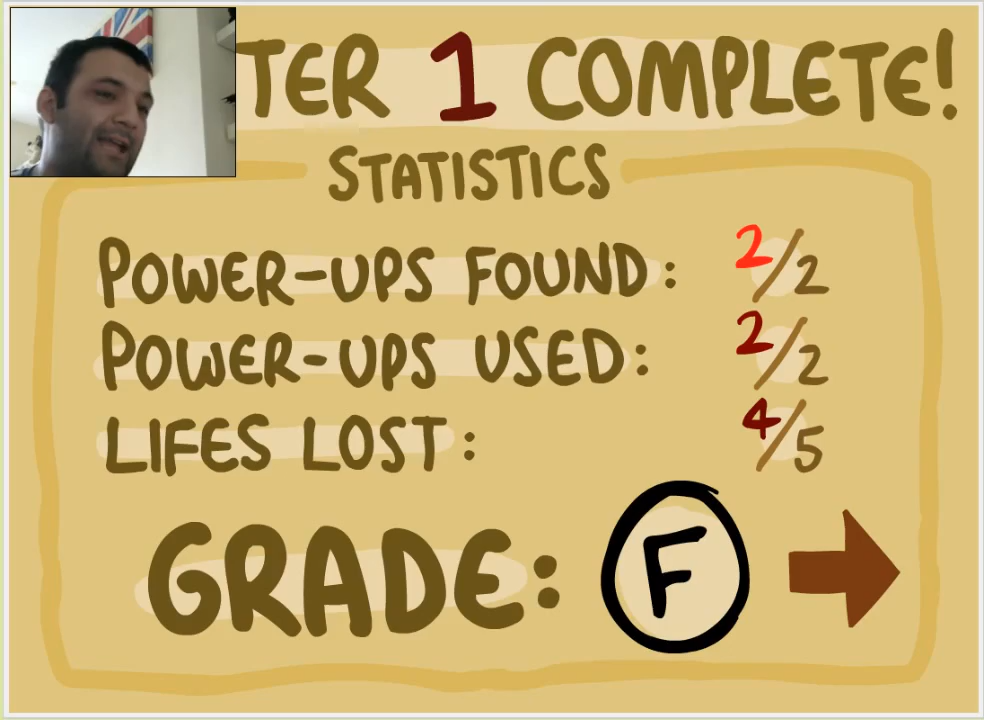 TER 1 COMPLETE!
STATISTICS
POWER-UPS FOUND: 2/2
POWER-UPS USED: 2/2
LIFES LOST: 4/5
GRADE: F